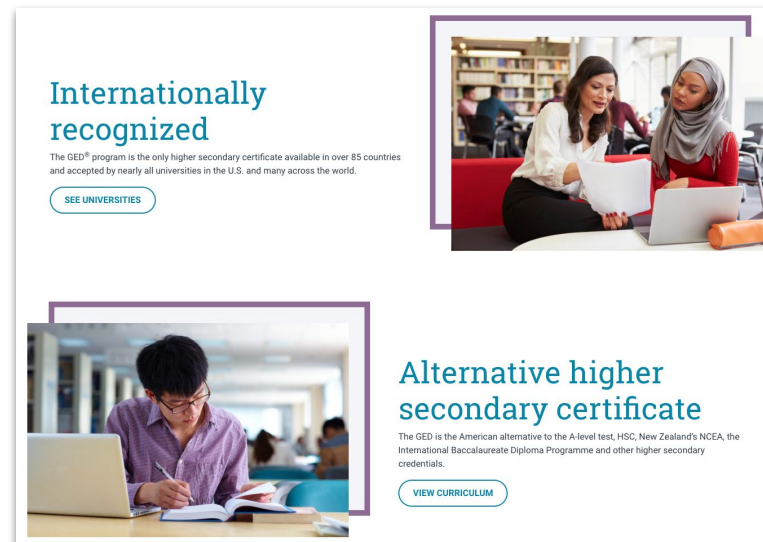 Internationally
recognized
The GED® program is the only higher secondary certificate available in over 85 countries
and accepted by nearly all universities in the U.S. and many across the world.
SEE UNIVERSITIES
Alternative higher
secondary certificate
The GED is the American alternative to the A-level test, HSC, New Zealand's NCEA, the
International Baccalaureate Diploma Programme and other higher secondary
credentials.
VIEW CURRICULUM